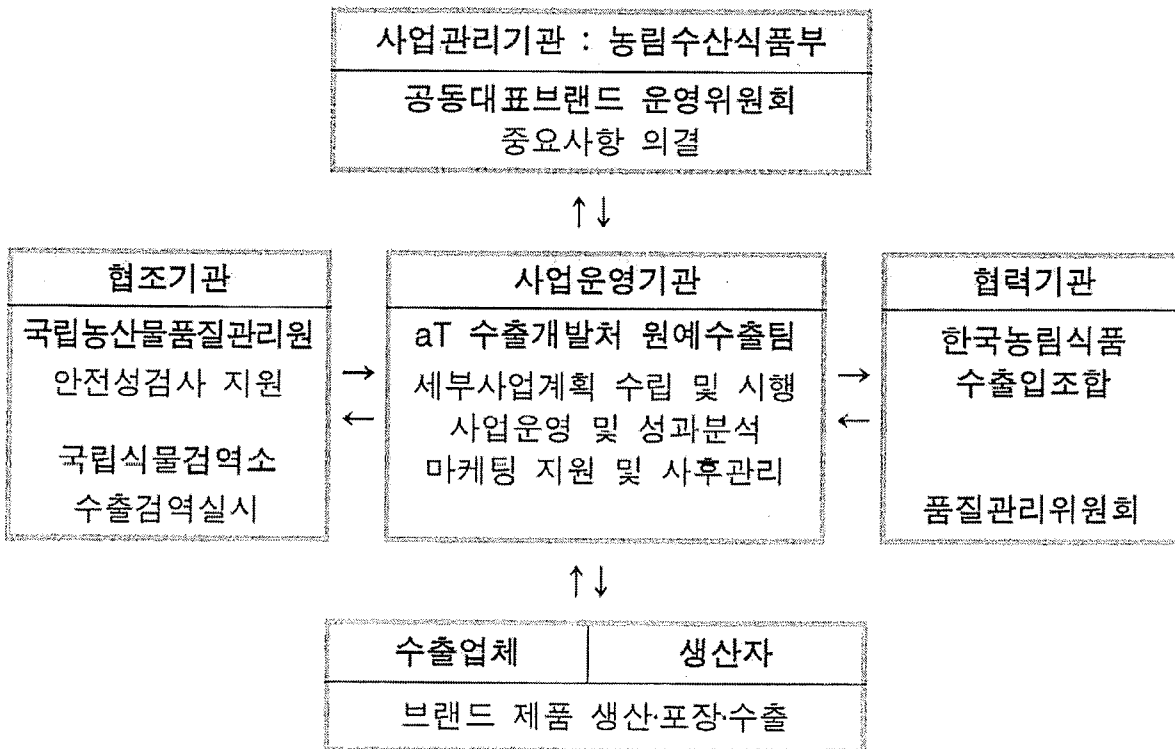 사업관리기관 : 농림수산식품부
공동대표브랜드 운영위원회
중요사항 의결
↑↓
협조기관
국립농산물품질관리원
안전성검사 지원
국립식물검역소
수출검역실시
→
←
사업운영기관
aT 수출개발처 원예수출팀
세부사업계획 수립 및 시행
사업운영 및 성과분석
마케팅 지원 및 사후관리
→
←
협력기관
한국농림식품
수출입조합
품질관리위원회
↑↓
수출업체
생산자
브랜드 제품 생산·포장·수출